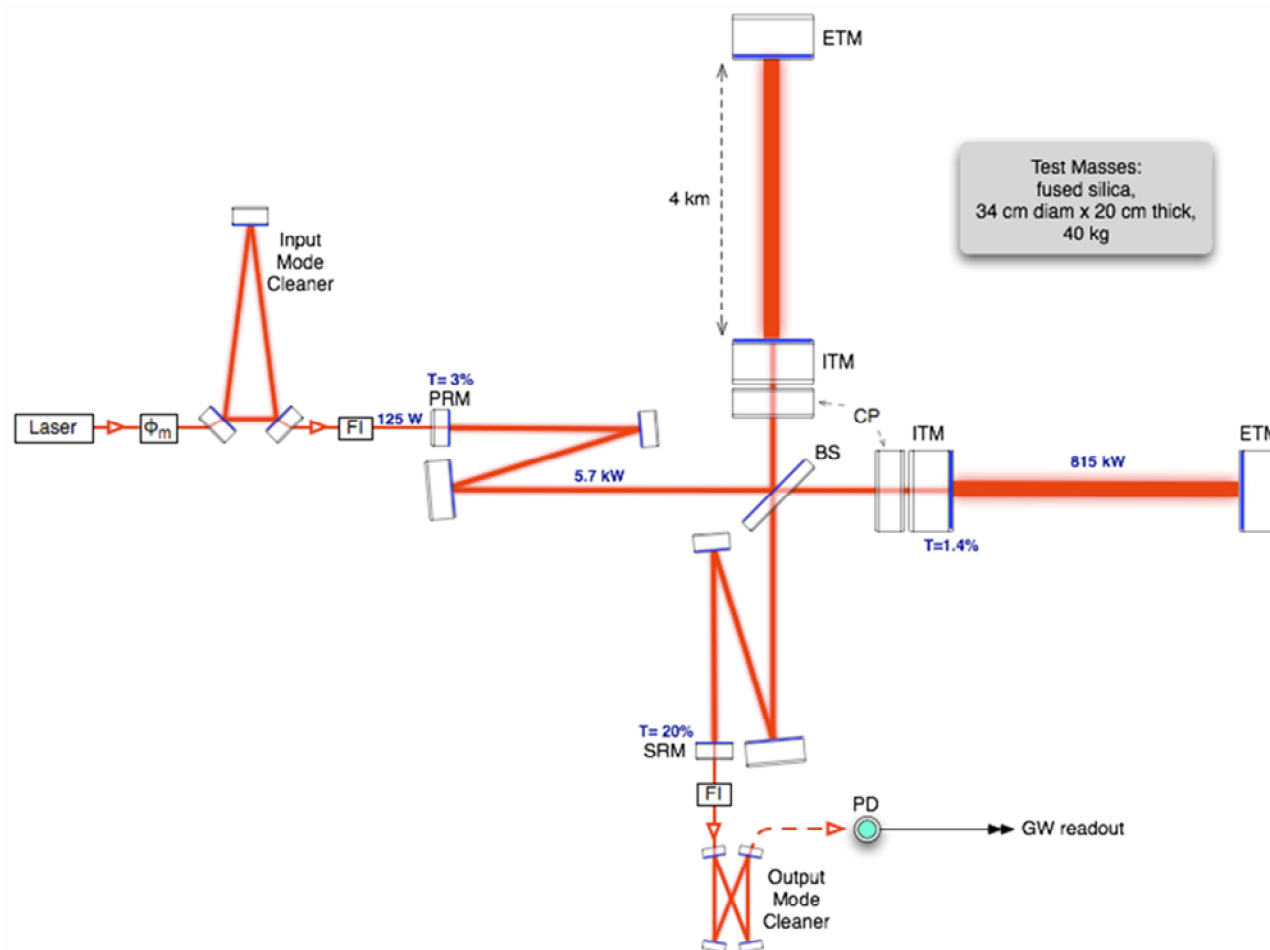 ETM
4 km
Test Masses:
fused silica,
34 cm diam x 20 cm thick,
40 kg
Input
Mode
Cleaner
ITM
T= 3%
PRM
Laser
ϕm
FI
125 W
CP
BS
ITM
ETM
5.7 kW
815 kW
T=1.4%
T= 20%
SRM
FI
PD
GW readout
Output
Mode
Cleaner